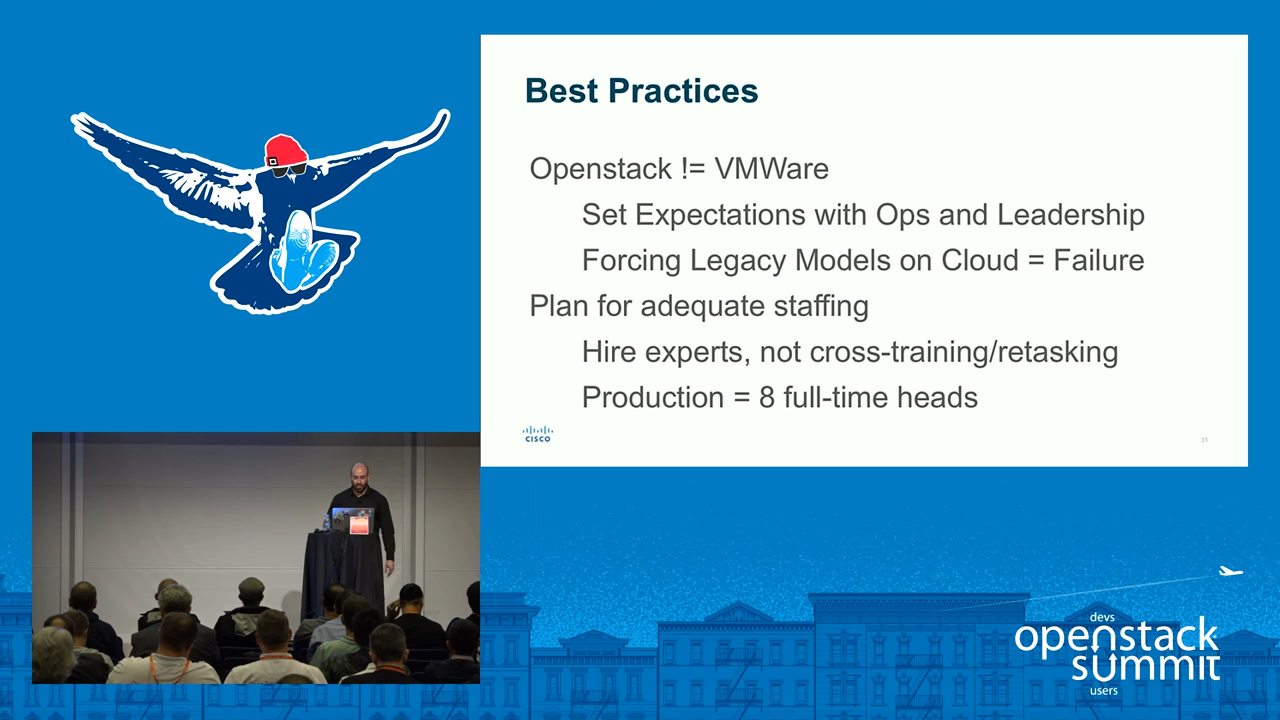 Best Practices
Openstack != VMWare
Set Expectations with Ops and Leadership
Forcing Legacy Models on Cloud = Failure
Plan for adequate staffing
Hire experts, not cross-training/retasking
Production = 8 full-time heads
CISCO
31
devs
openstack
summit
users